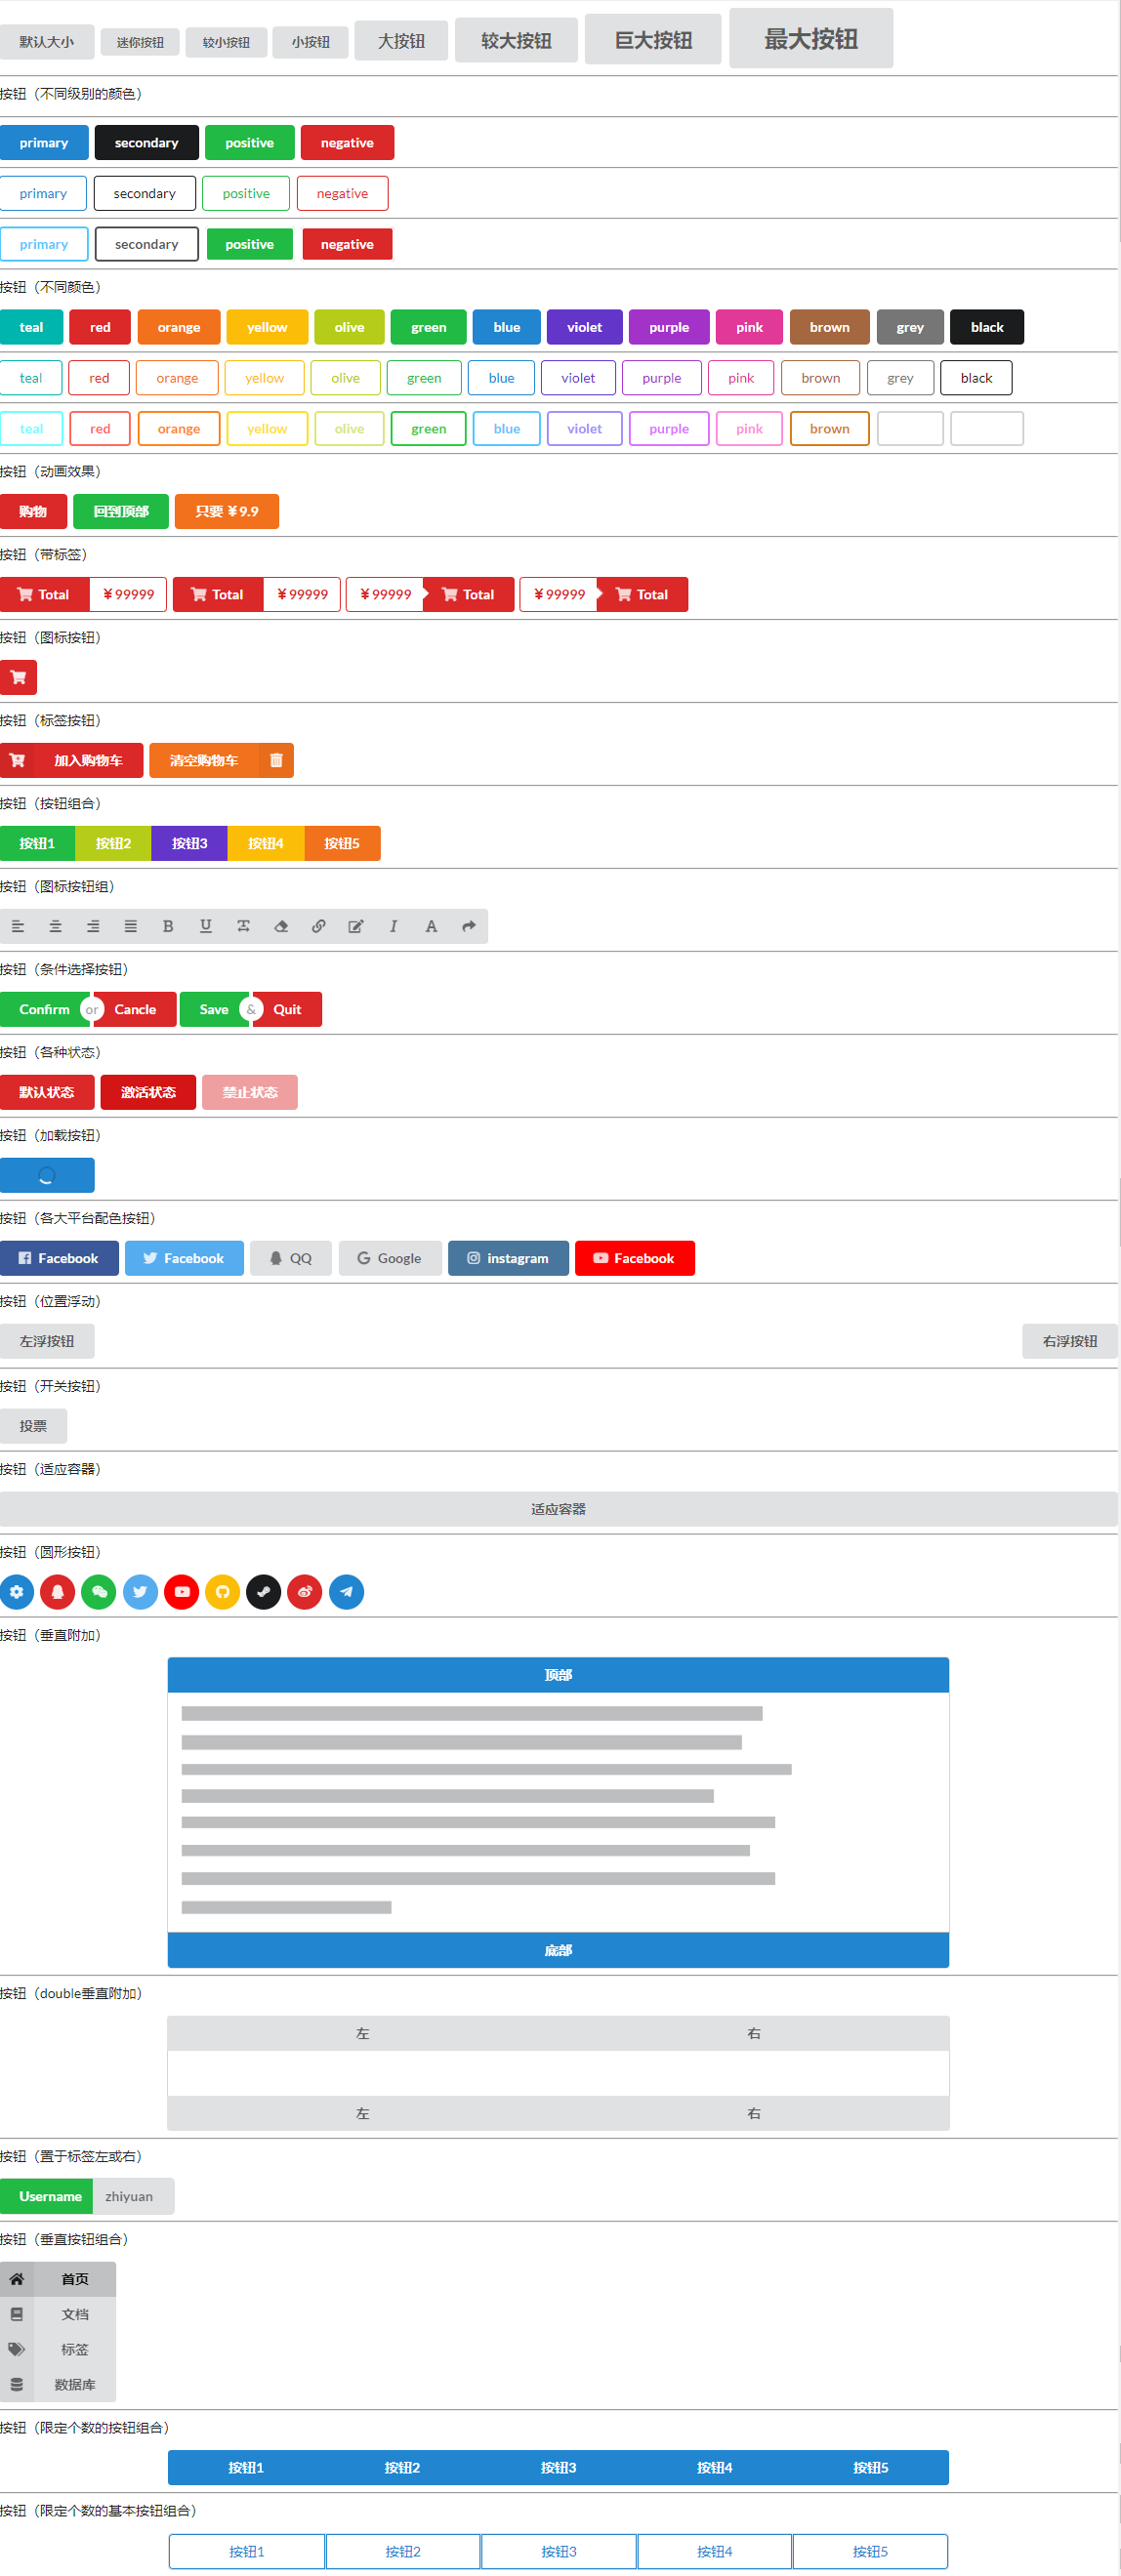 默认大小 迷你按钮 较小按钮 小按钮 大按钮 较大按钮 巨大按钮 最大按钮
按钮（不同级别的颜色）
primary secondary positive negative
primary secondary positive negative
primary secondary positive negative
按钮（不同颜色）
teal red orange yellow olive green blue violet purple pink brown grey black
teal red orange yellow olive green blue violet purple pink brown grey black
teal red orange yellow olive green blue violet purple pink brown
按钮（动画效果）
购物 回到顶部 只要 ¥9.9
按钮（带标签）
Total ¥99999 Total ¥99999 ¥99999 Total ¥99999 Total
按钮（图标按钮）
按钮（标签按钮）
加入购物车 清空购物车
按钮（按钮组合）
按钮1 按钮2 按钮3 按钮4 按钮5
按钮（图标按钮组）
按钮（条件选择按钮）
Confirm or Cancle Save & Quit
按钮（各种状态）
默认状态 激活状态 禁止状态
按钮（加载按钮）
按钮（各大平台配色按钮）
Facebook Facebook QQ Google instagram Facebook
按钮（位置浮动）
左浮按钮 右浮按钮
按钮（开关按钮）
投票
按钮（适应容器）
适应容器
按钮（圆形按钮）
按钮（垂直附加）
顶部
底部
按钮（double垂直附加）
左 右
左 右
按钮（置于标签左或右）
Username zhiyuan
按钮（垂直按钮组合）
首页
文档
标签
数据库
按钮（限定个数的按钮组合）
按钮1 按钮2 按钮3 按钮4 按钮5
按钮（限定个数的基本按钮组合）
按钮1 按钮2 按钮3 按钮4 按钮5